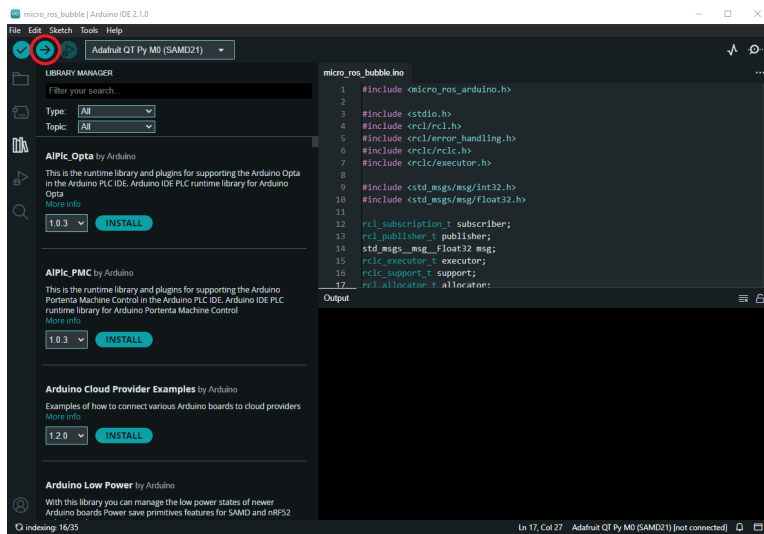 micro_ros_bubble | Arduino IDE 2.1.0
File Edit Sketch Tools Help
Adafruit QT Py M0 (SAMD21)
LIBRARY MANAGER
Filter your search...
Type: All
Topic: All
AIPlc_Opta by Arduino
This is the runtime library and plugins for supporting the Arduino Opta
in the Arduino PLC IDE. Arduino IDE PLC runtime library for Arduino
Opta
More info
1.0.3 INSTALL
AIPlc_PMC by Arduino
This is the runtime library and plugins for supporting the Arduino
Portenta Machine Control in the Arduino PLC IDE. Arduino IDE PLC
runtime library for Arduino Portenta Machine Control
More info
1.0.3 INSTALL
Arduino Cloud Provider Examples by Arduino
Examples of how to connect various Arduino boards to cloud providers
More info
1.2.0 INSTALL
Arduino Low Power by Arduino
With this library you can manage the low power states of newer
Arduino boards Power save primitives features for SAMD and nRF52
micro_ros_bubble.ino
1 #include <micro_ros_arduino.h>
2
3 #include <stdio.h>
4 #include <rcl/rcl.h>
5 #include <rcl/error_handling.h>
6 #include <rclc/rclc.h>
7 #include <rclc/executor.h>
8
9 #include <std_msgs/msg/int32.h>
10 #include <std_msgs/msg/float32.h>
11
12 rcl_subscription_t subscriber;
13 rcl_publisher_t publisher;
14 std_msgs__msg__Float32 msg;
15 rclc_executor_t executor;
16 rclc_support_t support;
17 rcl_allocator_t allocator;
Output
indexing: 16/35
Ln 17, Col 27 Adafruit QT Py M0 (SAMD21) [not connected]